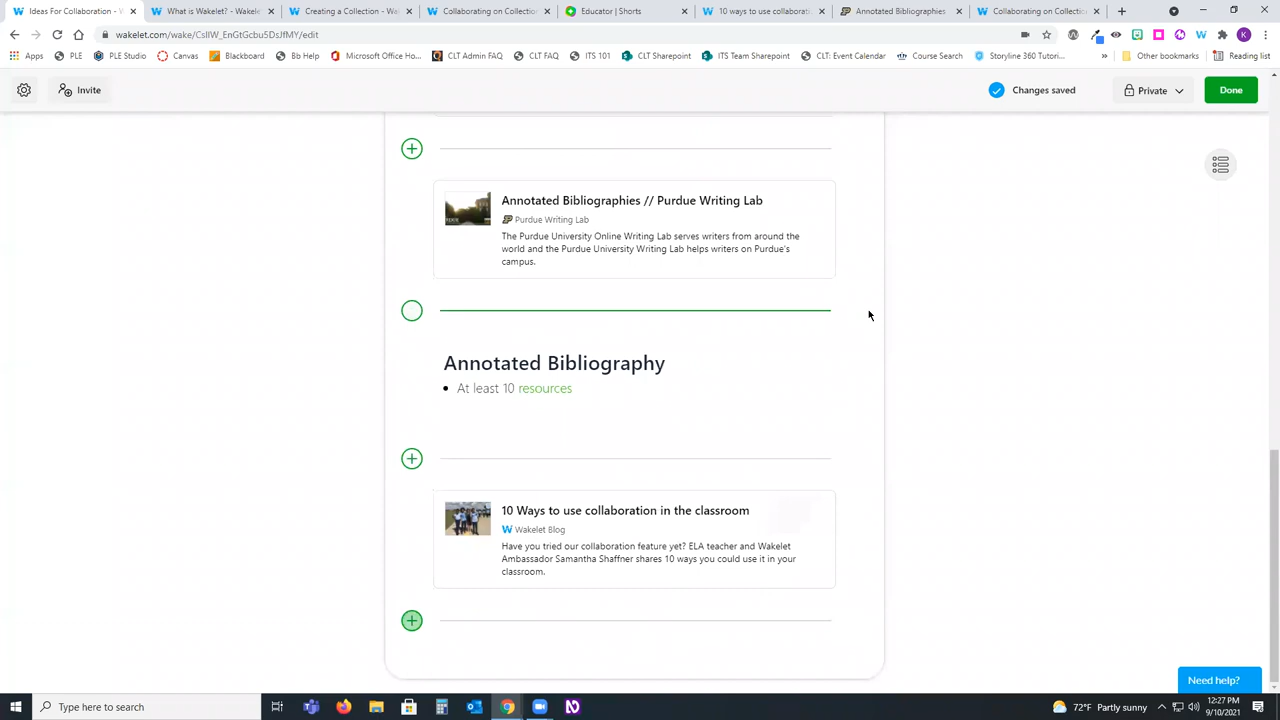 Ideas For Collaboration - W
What is Wakelet? - Wakele
Creating a Collection - Wak
Collaborating on Collection
Educator | Shorts
10 ways to use collaborati
Annotated Bibliographies
Collaborating on Collection
wakelet.com/wake/CsIIW_EnGtGcbu5DsJfMY/edit
Apps
PLE
PLE Studio
Canvas
Blackboard
Bb Help
Microsoft Office Ho...
CLT Admin FAQ
CLT FAQ
ITS 101
CLT Sharepoint
ITS Team Sharepoint
CLT: Event Calendar
Course Search
Storyline 360 Tutori...
»
Other bookmarks
Reading list
Invite
Changes saved
Private
Done
Annotated Bibliographies // Purdue Writing Lab
Purdue Writing Lab
The Purdue University Online Writing Lab serves writers from around the
world and the Purdue University Writing Lab helps writers on Purdue's
campus.
Annotated Bibliography
• At least 10 resources
10 Ways to use collaboration in the classroom
Wakelet Blog
Have you tried our collaboration feature yet? ELA teacher and Wakelet
Ambassador Samantha Shaffner shares 10 ways you could use it in your
classroom.
Need help?
Type here to search
72°F Partly sunny
12:27 PM
9/10/2021